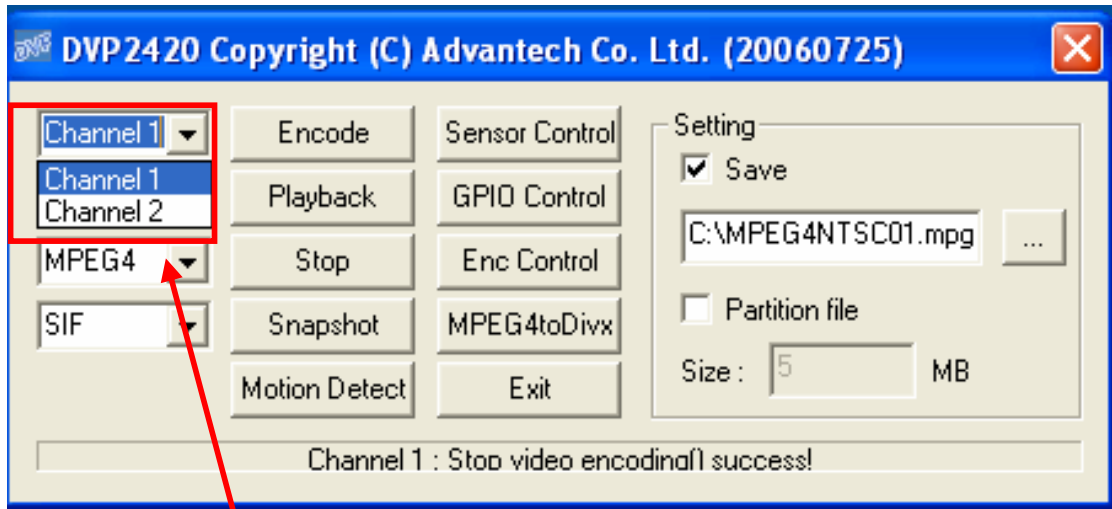 DVP2420 Copyright (C) Advantech Co. Ltd. (20060725)
Channel 1
Channel 1
Channel 2
MPEG4
SIF
Encode
Playback
Stop
Snapshot
Motion Detect
Sensor Control
GPIO Control
Enc Control
MPEG4toDivx
Exit
Setting
Save
C:\MPEG4NTSC01.mpg
...
Partition file
Size : 5 MB
Channel 1 : Stop video encoding() success!